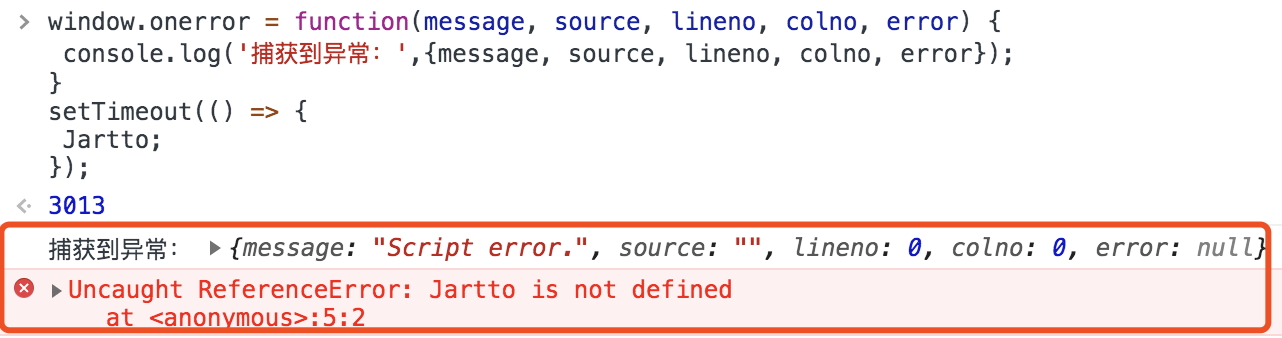 > window.onerror = function(message, source, lineno, colno, error) {
console.log('捕获到异常：',{message, source, lineno, colno, error});
}
setTimeout(() => {
Jartto;
});
3013
捕获到异常： ▶{message: "Script error.", source: "", lineno: 0, colno: 0, error: null}
▶Uncaught ReferenceError: Jartto is not defined
at <anonymous>:5:2